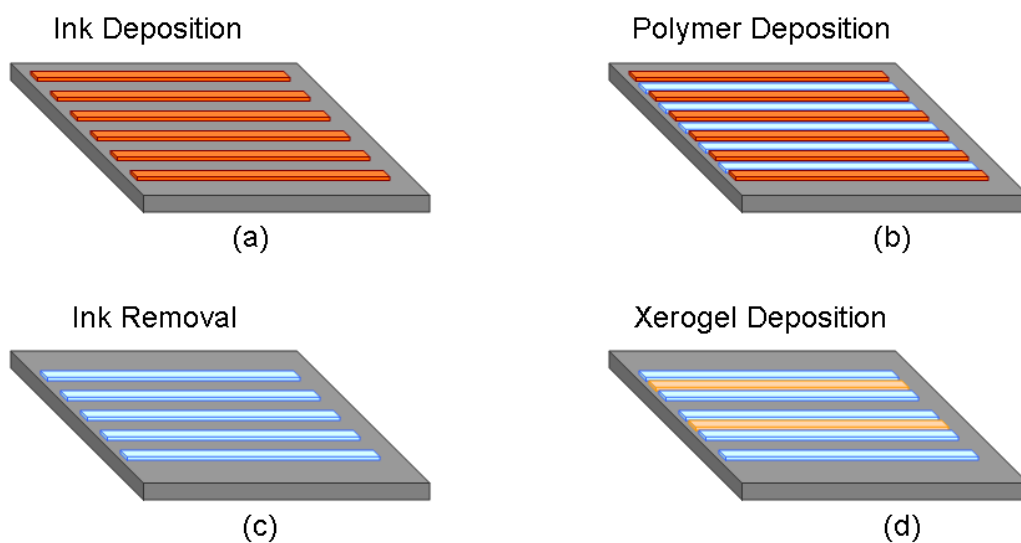 Ink Deposition
Polymer Deposition
(a)
(b)
Ink Removal
Xerogel Deposition
(c)
(d)